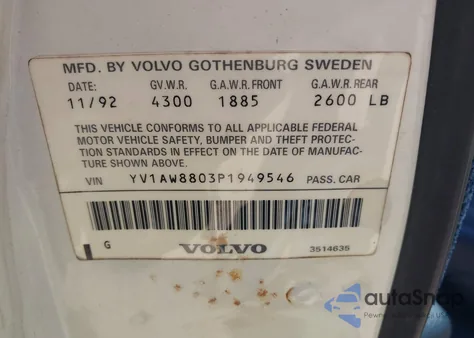 MFD. BY VOLVO GOTHENBURG SWEDEN
G.V.W.R. G.A.W.R. FRONT G.A.W.R. REAR
11/92 4300 1885 2600 LB
THIS VEHICLE CONFORMS TO ALL APPLICABLE FEDERAL
MOTOR VEHICLE SAFETY, BUMPER AND THEFT PROTEC-
TION STANDARDS IN EFFECT ON THE DATE OF MANUFAC-
TURE SHOWN ABOVE.
VIN YV1AW8803P1949546 PASS. CAR
G VOLVO 3514635
autoSnap